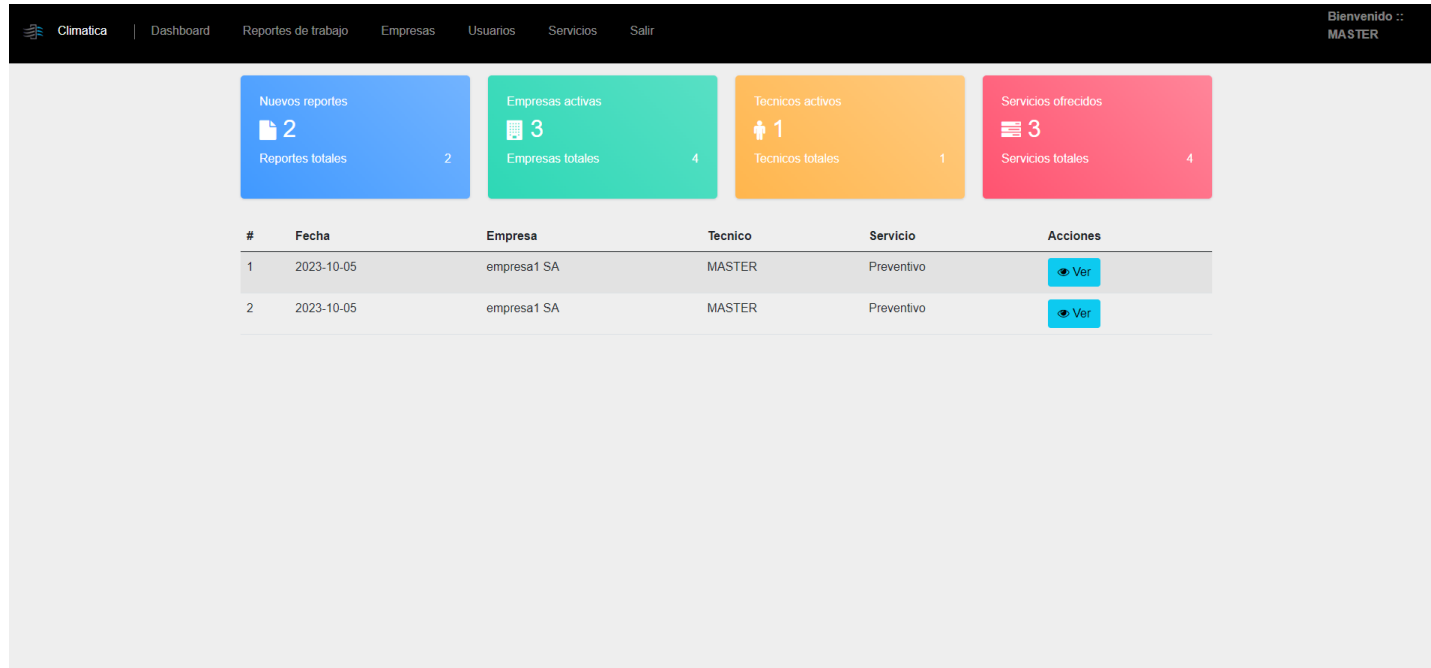 Climatica | Dashboard Reportes de trabajo Empresas Usuarios Servicios Salir
Bienvenido ::
MASTER
Nuevos reportes
2
Reportes totales 2
Empresas activas
3
Empresas totales 4
Tecnicos activos
1
Tecnicos totales 1
Servicios ofrecidos
3
Servicios totales 4
# Fecha Empresa Tecnico Servicio Acciones
1 2023-10-05 empresa1 SA MASTER Preventivo Ver
2 2023-10-05 empresa1 SA MASTER Preventivo Ver